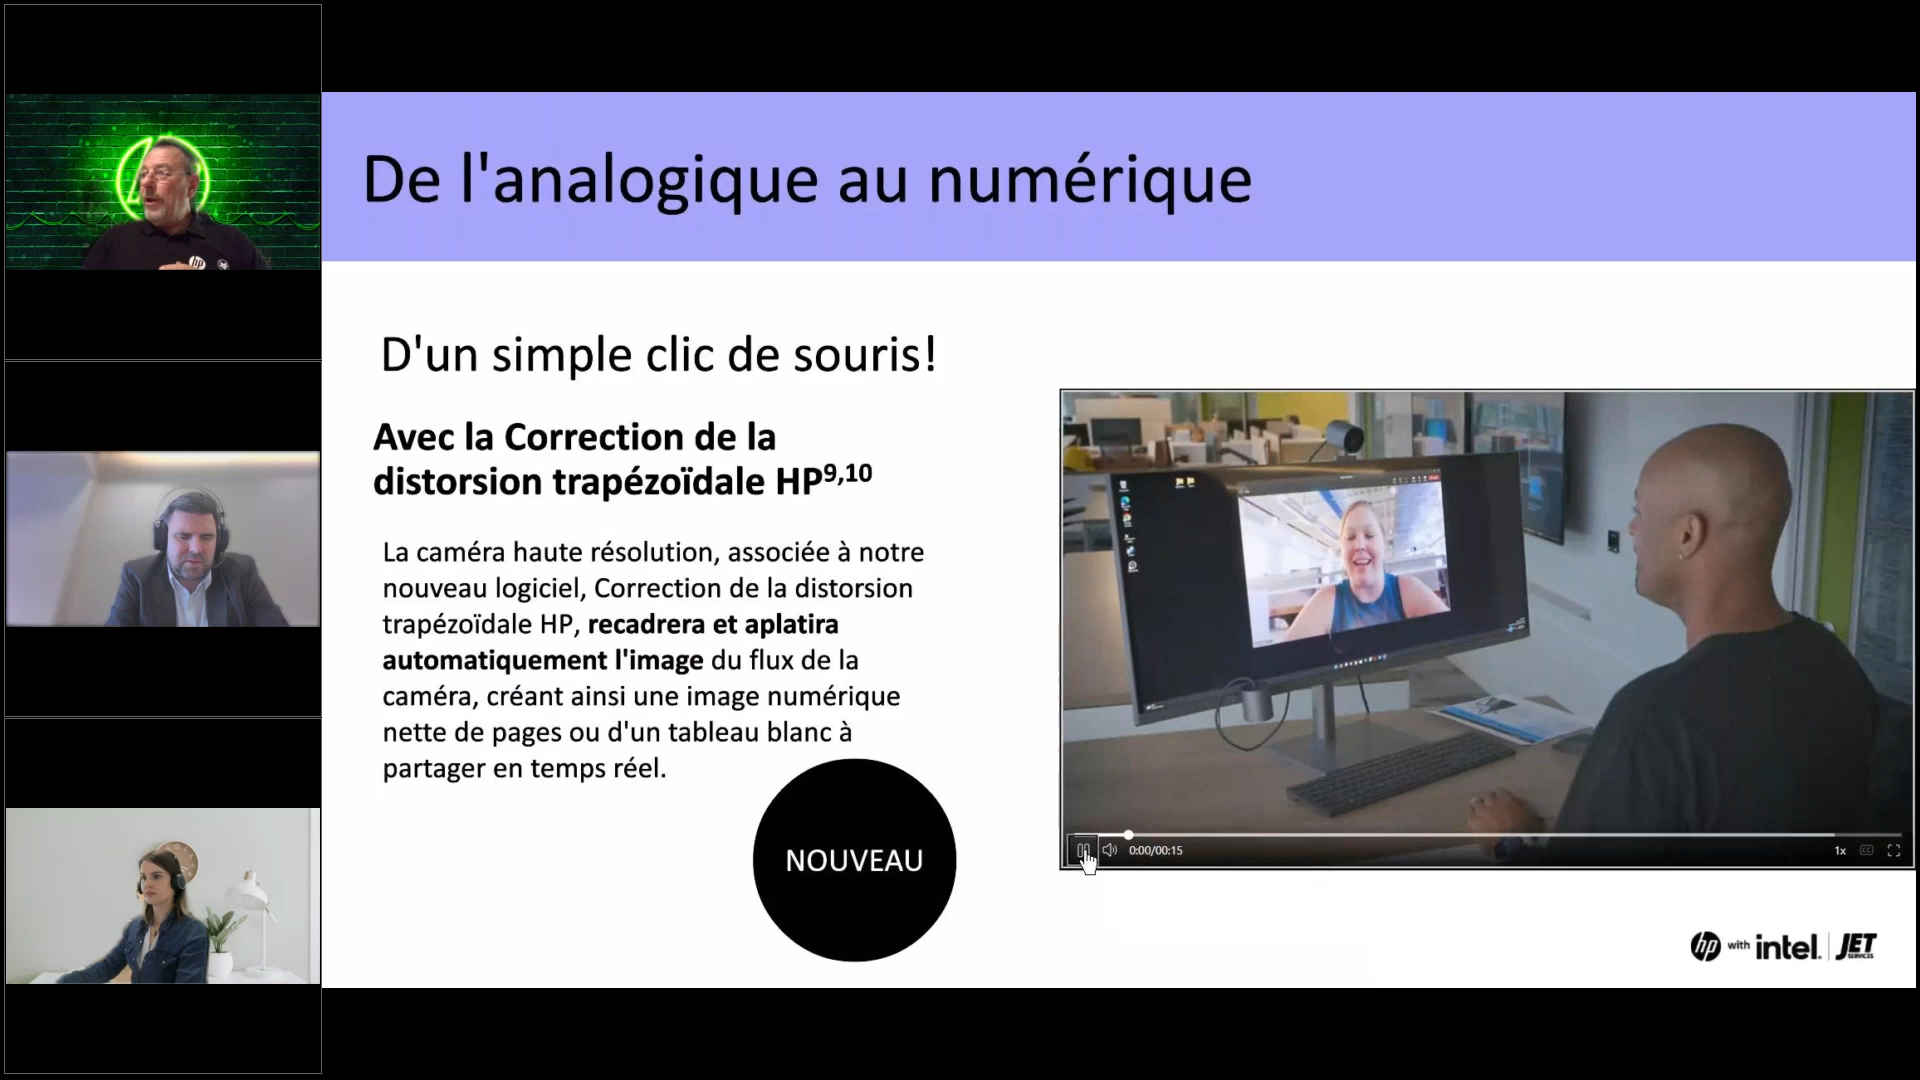 De l'analogique au numérique
D'un simple clic de souris!
Avec la Correction de la
distorsion trapézoïdale HP9,10
La caméra haute résolution, associée à notre
nouveau logiciel, Correction de la distorsion
trapézoïdale HP, recadrera et aplatira
automatiquement l'image du flux de la
caméra, créant ainsi une image numérique
nette de pages ou d'un tableau blanc à
partager en temps réel.
NOUVEAU
0:00/00:15
1x
CC
hp with intel. JET
SERVICES
hp